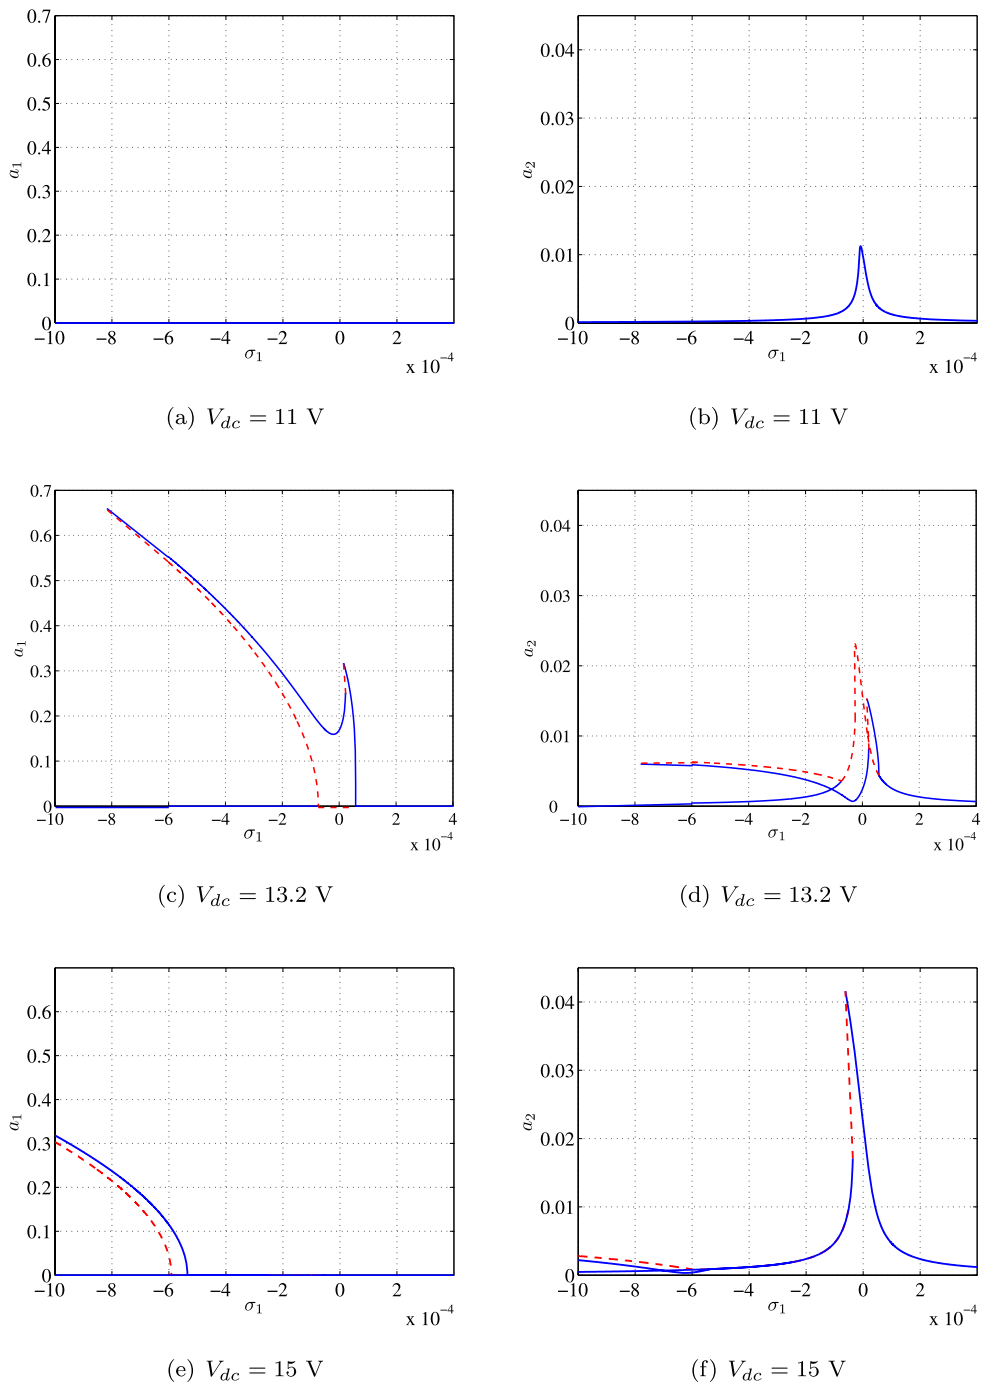 0.7
0.6
0.5
0.4
0.3
0.2
0.1
0
a₁
−10 −8 −6 −4 −2 0 2
σ₁
x 10⁻⁴
(a) V_dc = 11 V
0.04
0.03
0.02
0.01
0
a₂
−10 −8 −6 −4 −2 0 2
σ₁
x 10⁻⁴
(b) V_dc = 11 V
0.7
0.6
0.5
0.4
0.3
0.2
0.1
0
a₁
−10 −8 −6 −4 −2 0 2 4
σ₁
x 10⁻⁴
(c) V_dc = 13.2 V
0.04
0.03
0.02
0.01
0
a₂
−10 −8 −6 −4 −2 0 2 4
σ₁
x 10⁻⁴
(d) V_dc = 13.2 V
0.6
0.5
0.4
0.3
0.2
0.1
0
a₁
−10 −8 −6 −4 −2 0 2
σ₁
x 10⁻⁴
(e) V_dc = 15 V
0.04
0.03
0.02
0.01
0
a₂
−10 −8 −6 −4 −2 0 2
σ₁
x 10⁻⁴
(f) V_dc = 15 V